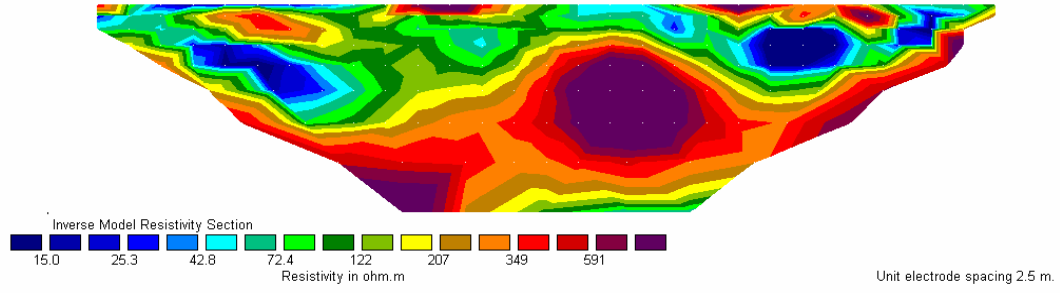 Inverse Model Resistivity Section
15.0 25.3 42.8 72.4 122 207 349 591
Resistivity in ohm.m
Unit electrode spacing 2.5 m.